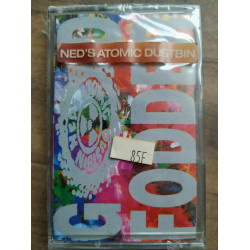 NED'S ATOMIC DUSTBIN
GOD
FODDER
85F